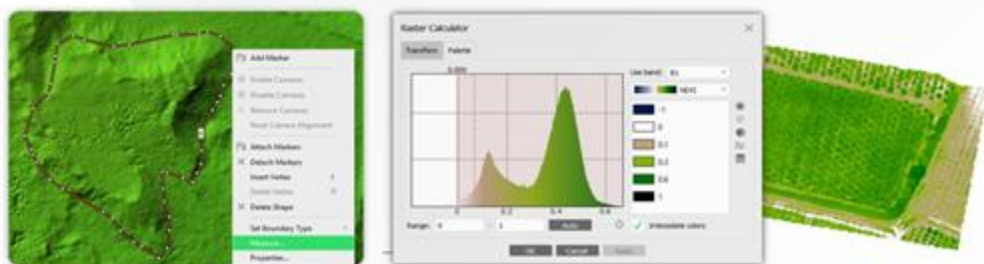 Add Marker
Enable Cameras
Disable Cameras
Remove Cameras
Reset Camera Alignment
Attach Markers
Detach Markers
Insert Vertex
Delete Vertex
Delete Shape
Set Boundary Type
Measure...
Properties...
Raster Calculator
Transform Palette
Use band: B1
NDVI
-1
0
0.1
0.3
0.6
1
0 0.2 0.4 0.6
Range: 0 - 1 Auto
Interpolate colors
OK Cancel Apply